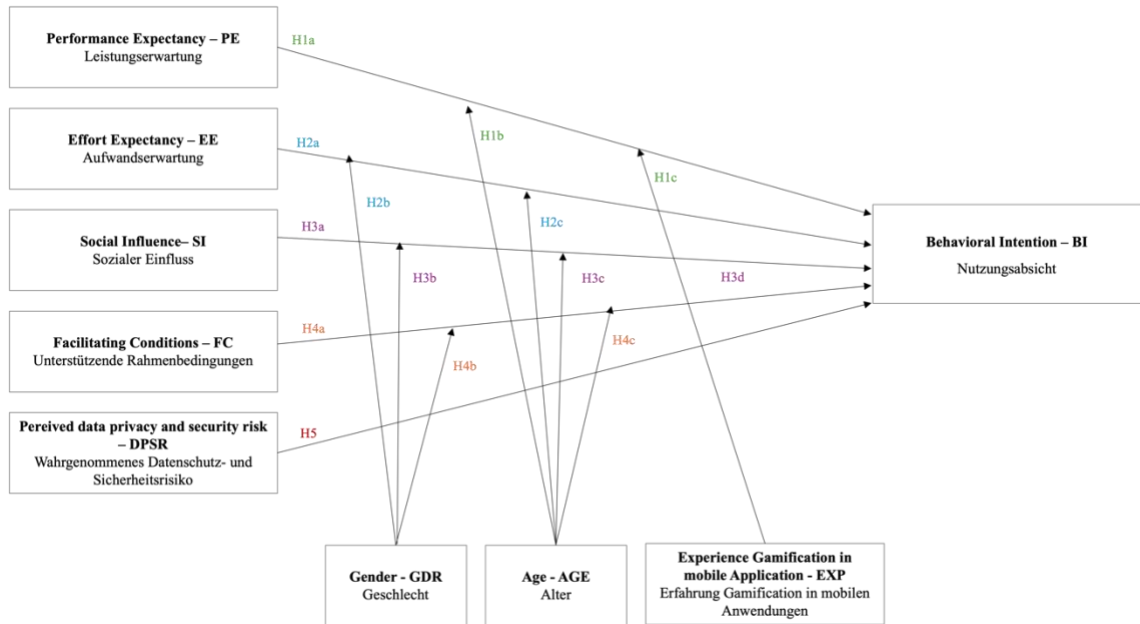 Performance Expectancy – PE
Leistungserwartung
H1a
H1b
H1c
Effort Expectancy – EE
Aufwandserwartung
H2a
H2b
H2c
Social Influence– SI
Sozialer Einfluss
H3a
H3b
H3c
H3d
Behavioral Intention – BI
Nutzungsabsicht
Facilitating Conditions – FC
Unterstützende Rahmenbedingungen
H4a
H4b
H4c
Pereived data privacy and security risk
– DPSR
Wahrgenommenes Datenschutz- und
Sicherheitsrisiko
H5
Gender - GDR
Geschlecht
Age - AGE
Alter
Experience Gamification in
mobile Application - EXP
Erfahrung Gamification in mobilen
Anwendungen